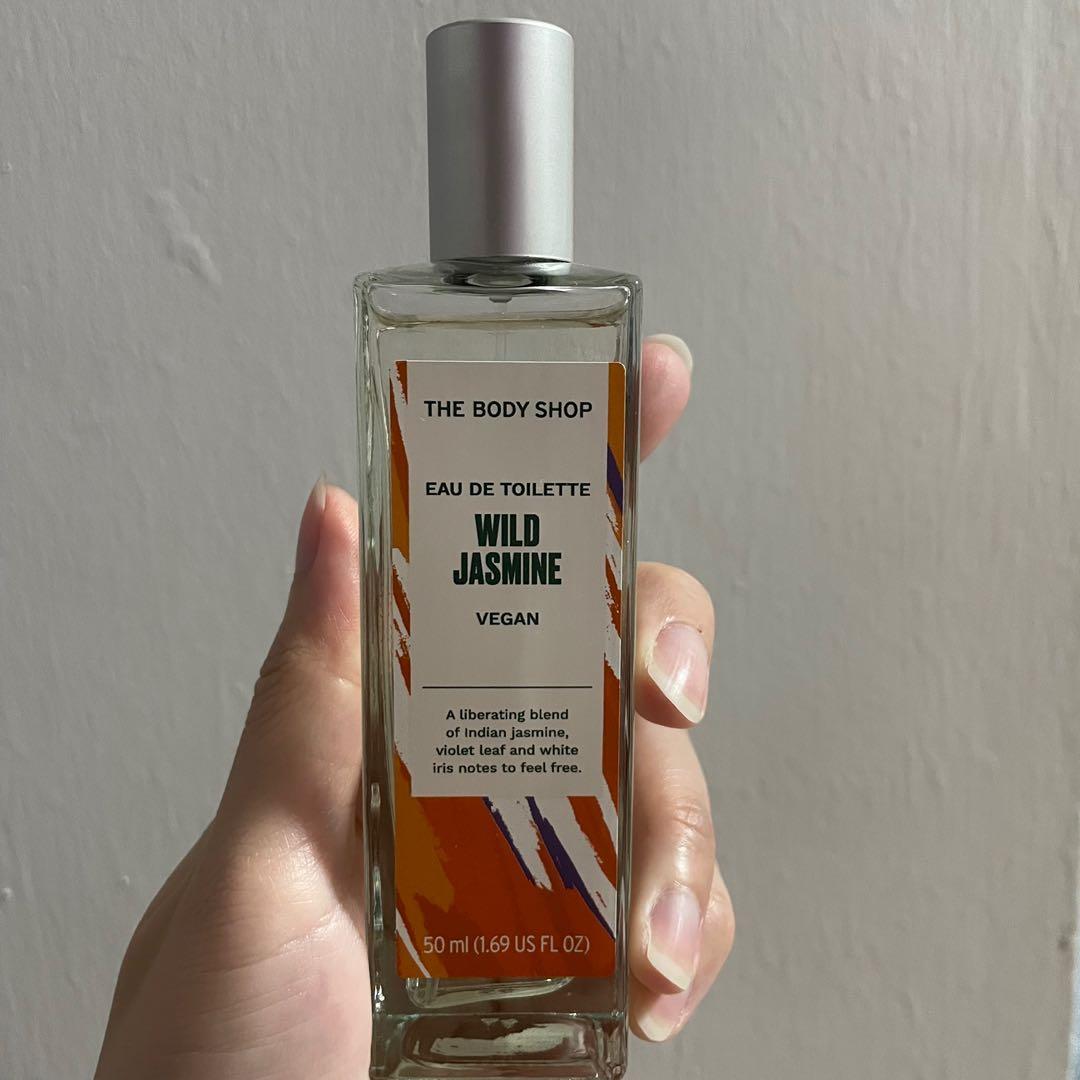 THE BODY SHOP
EAU DE TOILETTE
WILD
JASMINE
VEGAN
A liberating blend
of Indian jasmine,
violet leaf and white
iris notes to feel free.
50 ml (1.69 US FL OZ)